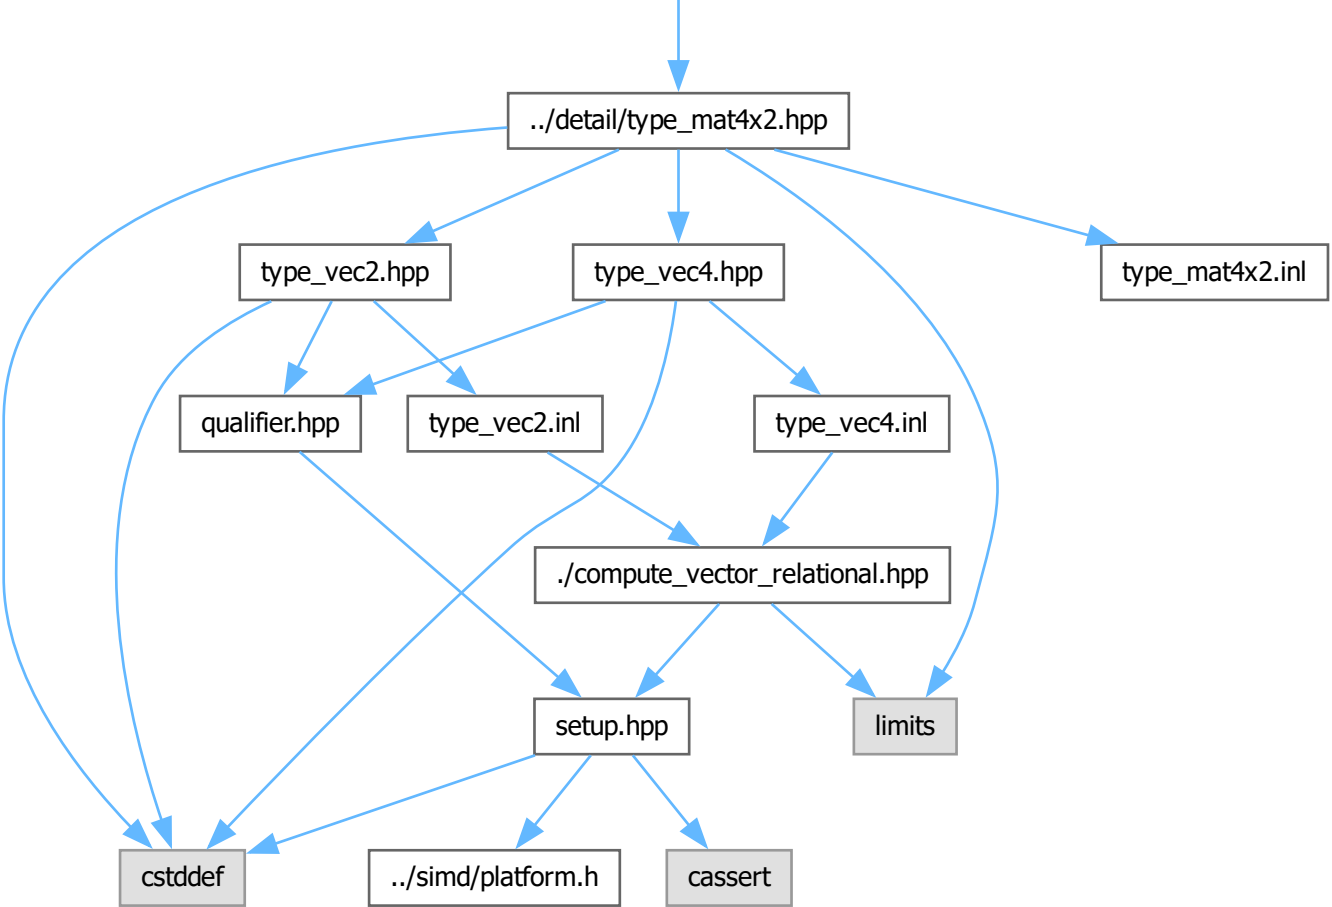 ../detail/type_mat4x2.hpp
type_vec2.hpp
type_vec4.hpp
type_mat4x2.inl
qualifier.hpp
type_vec2.inl
type_vec4.inl
./compute_vector_relational.hpp
setup.hpp
limits
cstddef
../simd/platform.h
cassert